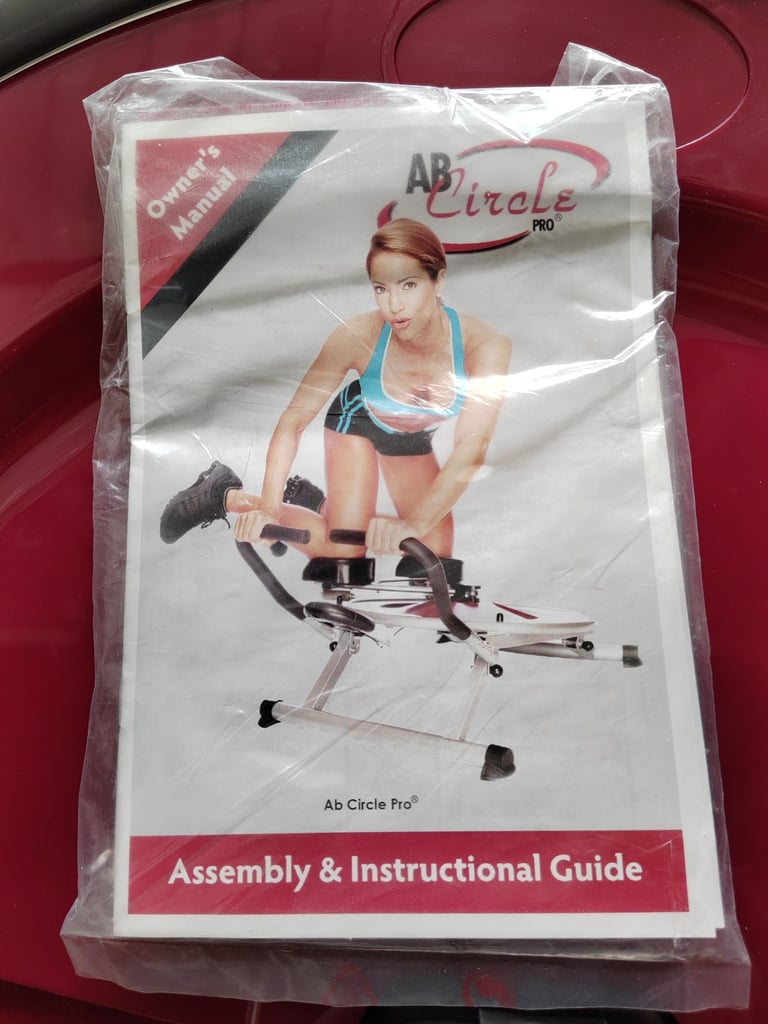 Owner's
Manual
AB
Circle
PRO®
Ab Circle Pro®
Assembly & Instructional Guide